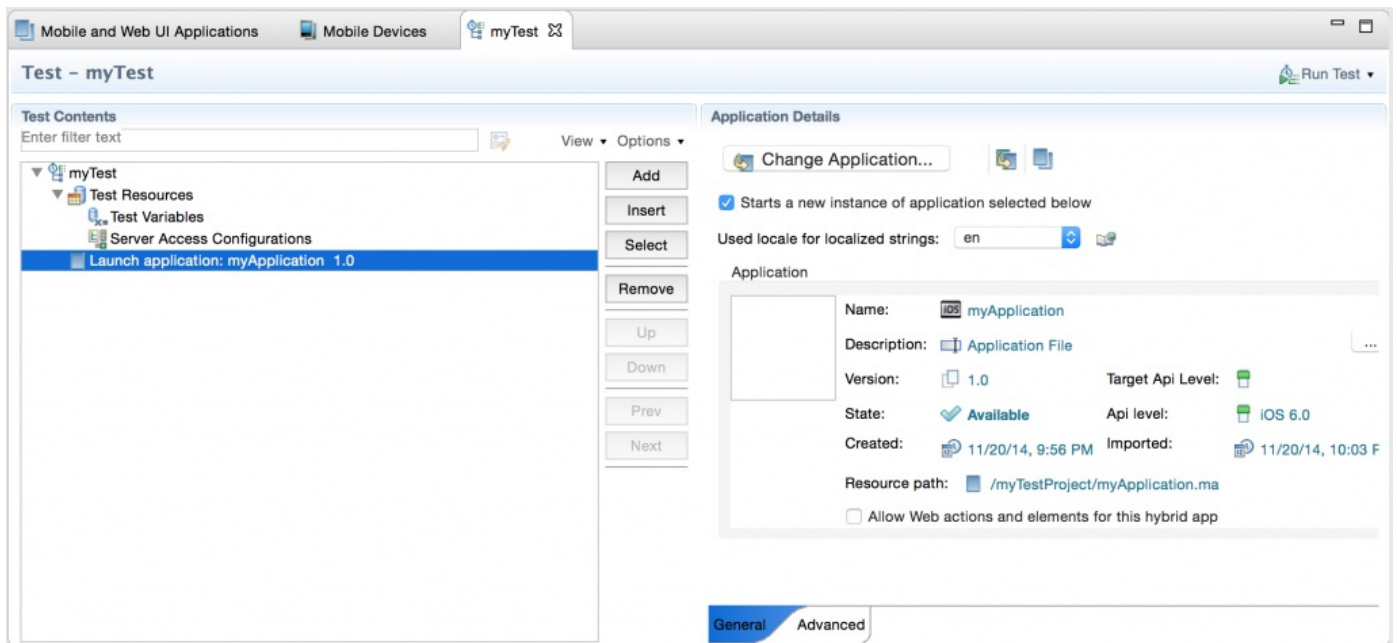 Mobile and Web UI Applications
Mobile Devices
myTest
Test - myTest
Run Test
Test Contents
Enter filter text
View
Options
myTest
Test Resources
Test Variables
Server Access Configurations
Launch application: myApplication 1.0
Add
Insert
Select
Remove
Up
Down
Prev
Next
Application Details
Change Application...
Starts a new instance of application selected below
Used locale for localized strings: en
Application
Name: iOS myApplication
Description: Application File
...
Version: 1.0 Target Api Level:
State: Available Api level: iOS 6.0
Created: 11/20/14, 9:56 PM Imported: 11/20/14, 10:03 P
Resource path: /myTestProject/myApplication.ma
Allow Web actions and elements for this hybrid app
General
Advanced